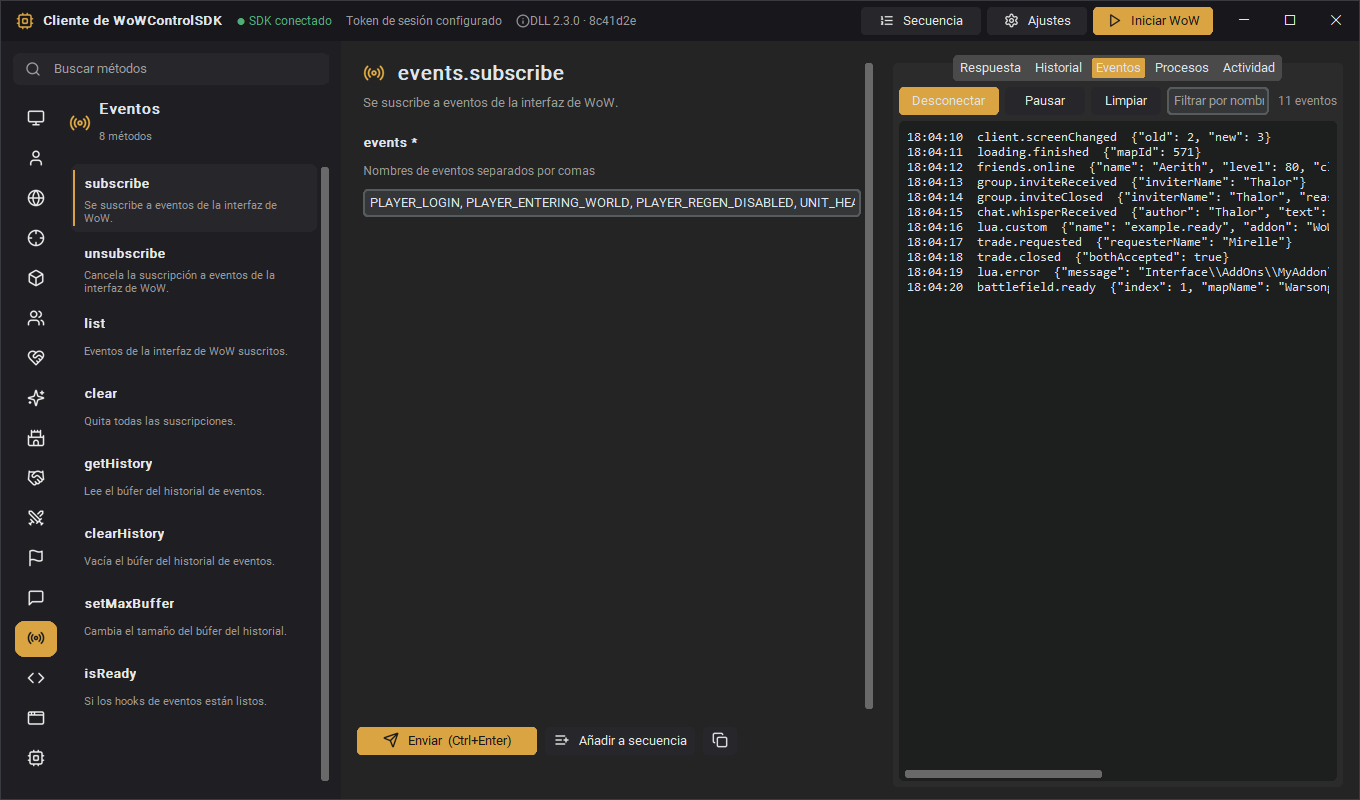 Cliente de WoWControlSDK
SDK conectado
Token de sesión configurado
DLL 2.3.0 · 8c41d2e
Secuencia
Ajustes
Iniciar WoW
Buscar métodos
Eventos
8 métodos
subscribe
Se suscribe a eventos de la interfaz de
WoW.
unsubscribe
Cancela la suscripción a eventos de la
interfaz de WoW.
list
Eventos de la interfaz de WoW suscritos.
clear
Quita todas las suscripciones.
getHistory
Lee el búfer del historial de eventos.
clearHistory
Vacía el búfer del historial de eventos.
setMaxBuffer
Cambia el tamaño del búfer del historial.
isReady
Si los hooks de eventos están listos.
events.subscribe
Se suscribe a eventos de la interfaz de WoW.
events *
Nombres de eventos separados por comas
PLAYER_LOGIN, PLAYER_ENTERING_WORLD, PLAYER_REGEN_DISABLED, UNIT_HEA
Enviar (Ctrl+Enter)
Añadir a secuencia
Respuesta
Historial
Eventos
Procesos
Actividad
Desconectar
Pausar
Limpiar
Filtrar por nombr
11 eventos
18:04:10 client.screenChanged {"old": 2, "new": 3}
18:04:11 loading.finished {"mapId": 571}
18:04:12 friends.online {"name": "Aerith", "level": 80, "cl
18:04:13 group.inviteReceived {"inviterName": "Thalor"}
18:04:14 group.inviteClosed {"inviterName": "Thalor", "reas
18:04:15 chat.whisperReceived {"author": "Thalor", "text":
18:04:16 lua.custom {"name": "example.ready", "addon": "WoW
18:04:17 trade.requested {"requesterName": "Mirelle"}
18:04:18 trade.closed {"bothAccepted": true}
18:04:19 lua.error {"message": "Interface\\AddOns\\MyAddon
18:04:20 battlefield.ready {"index": 1, "mapName": "Warsong